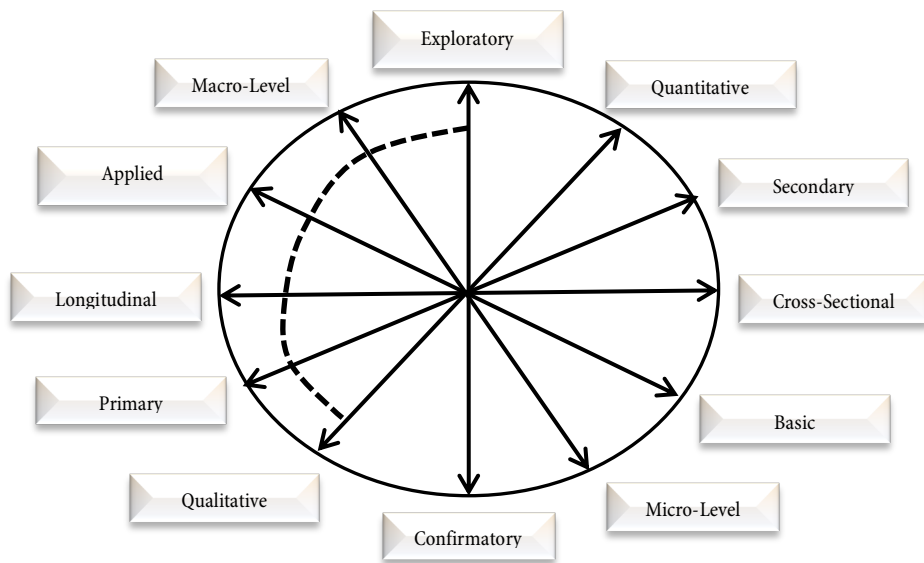 Exploratory
Macro-Level
Quantitative
Applied
Secondary
Longitudinal
Cross-Sectional
Primary
Basic
Qualitative
Micro-Level
Confirmatory